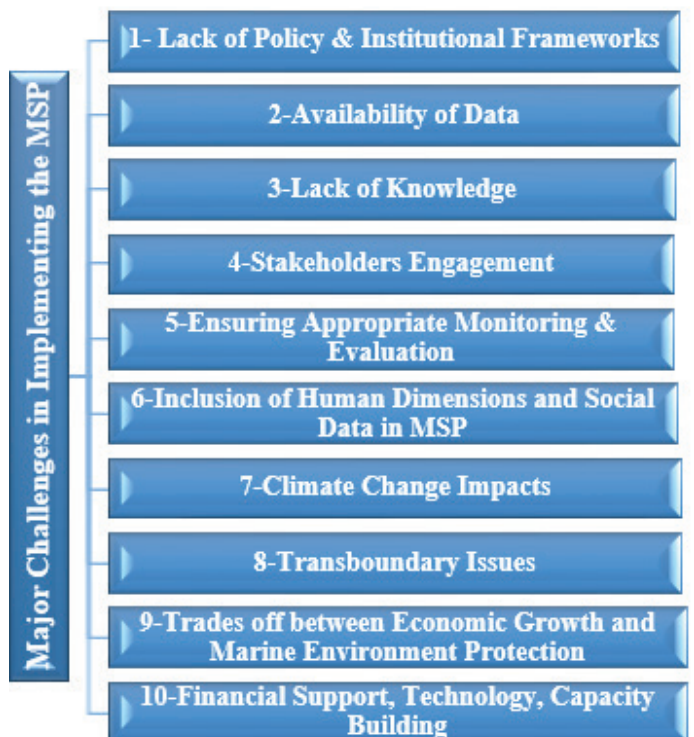 Major Challenges in Implementing the MSP
1- Lack of Policy & Institutional Frameworks
2-Availability of Data
3-Lack of Knowledge
4-Stakeholders Engagement
5-Ensuring Appropriate Monitoring &
Evaluation
6-Inclusion of Human Dimensions and Social
Data in MSP
7-Climate Change Impacts
8-Transboundary Issues
9-Trades off between Economic Growth and
Marine Environment Protection
10-Financial Support, Technology, Capacity
Building